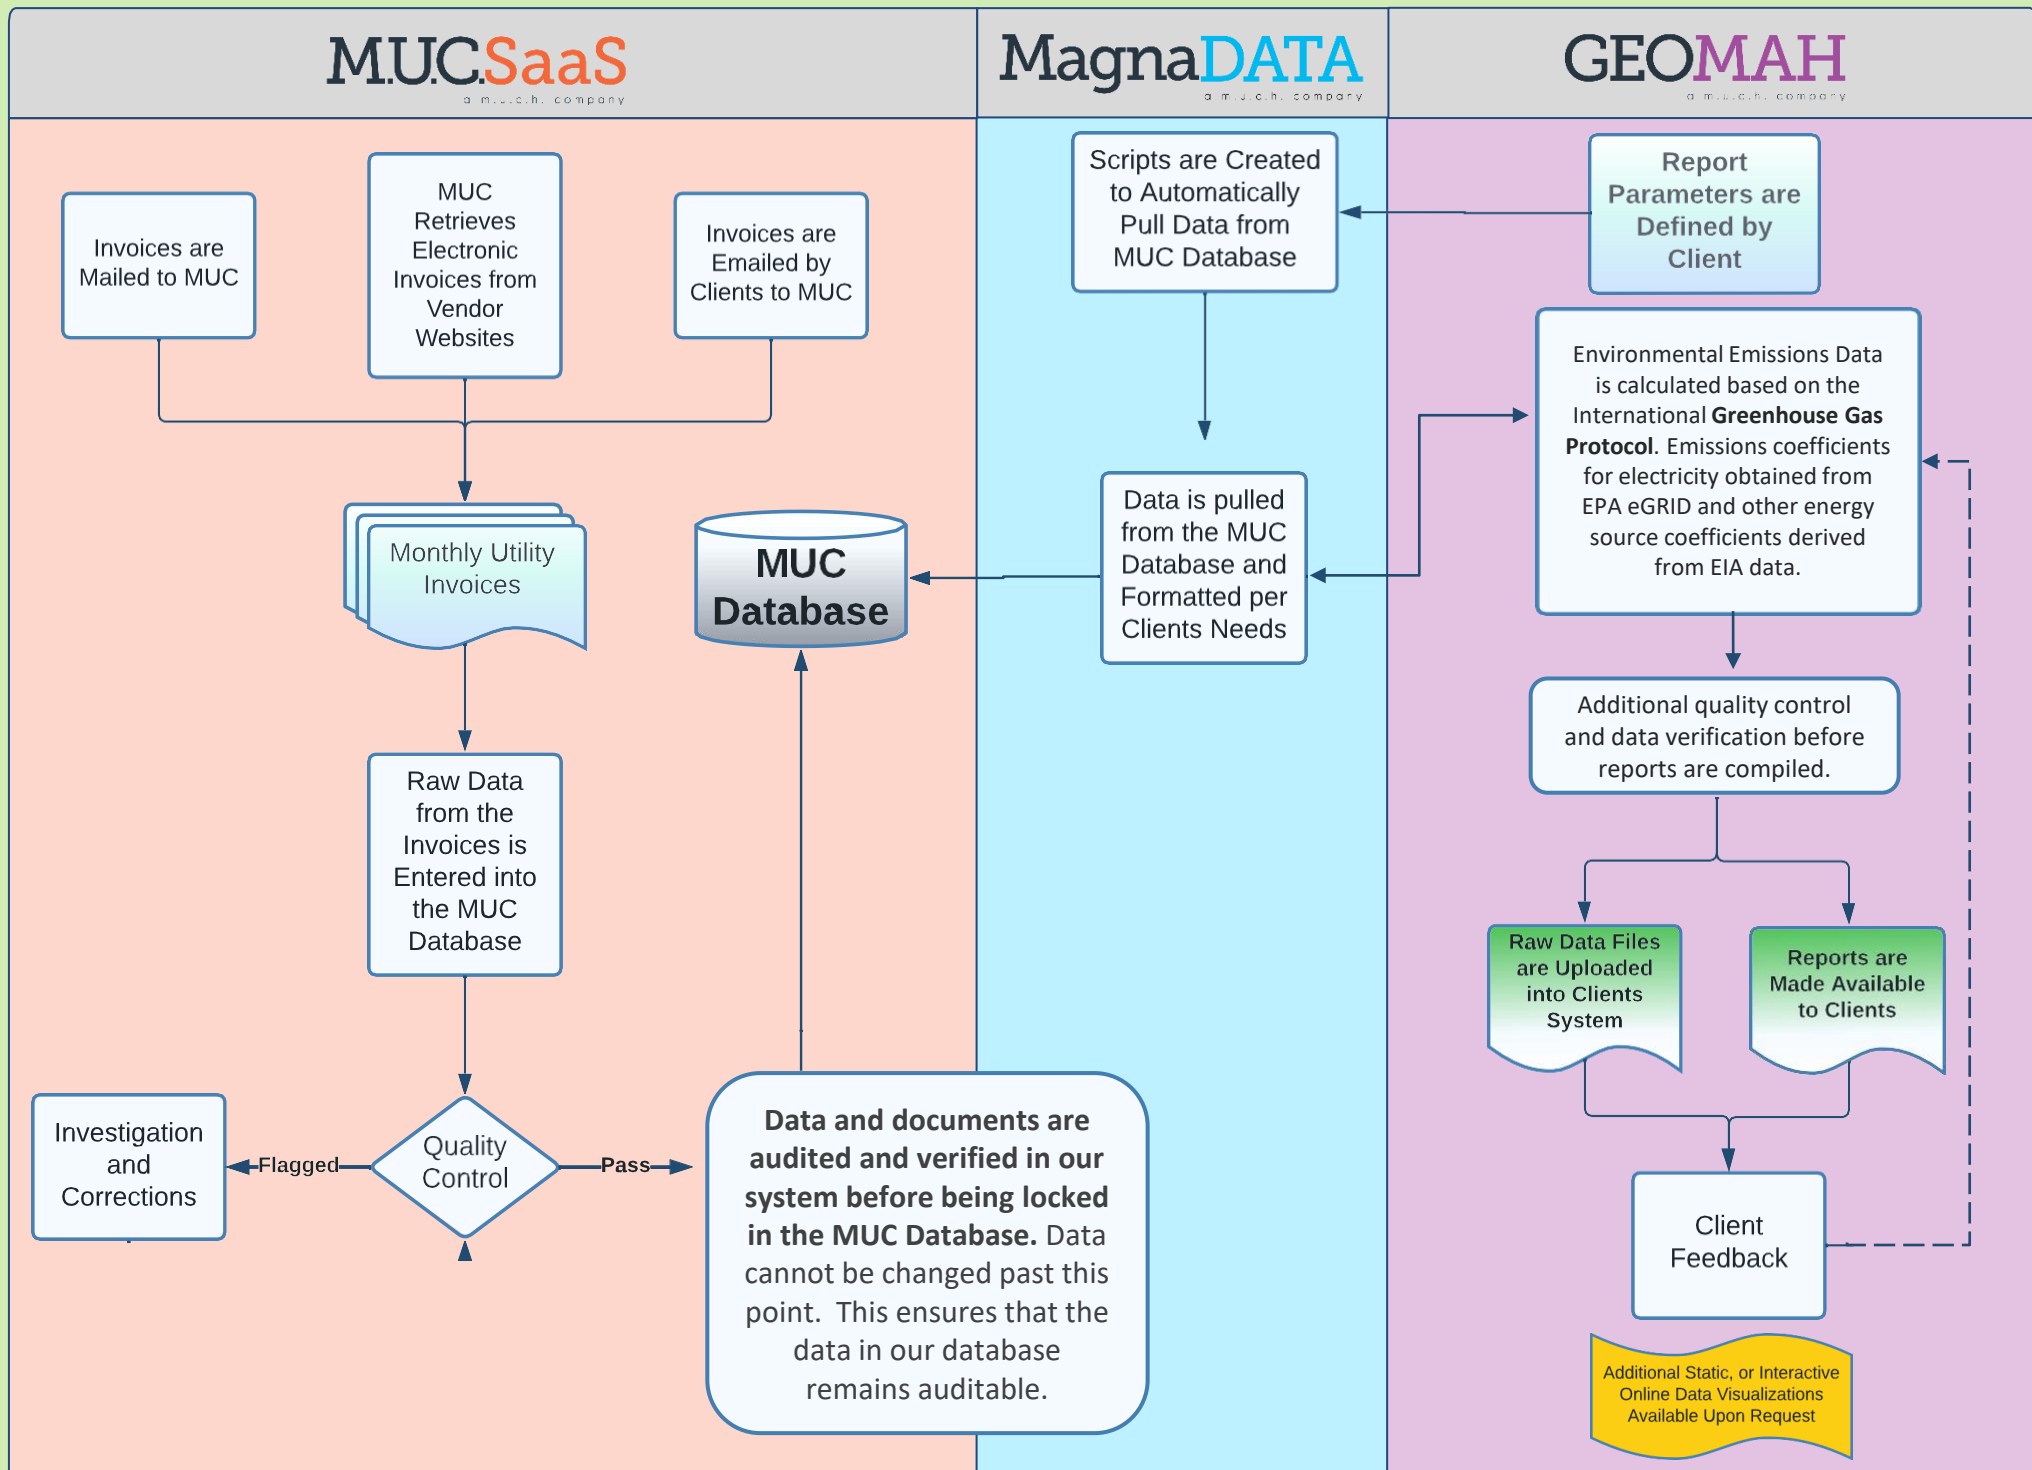 M.U.C.SaaS
a m.u.c.h. company
MagnaDATA
a m.u.c.h. company
GEOMAH
a m.u.c.h. company
Invoices are
Mailed to MUC
MUC
Retrieves
Electronic
Invoices from
Vendor
Websites
Invoices are
Emailed by
Clients to MUC
Monthly Utility
Invoices
MUC
Database
Raw Data
from the
Invoices is
Entered into
the MUC
Database
Investigation
and
Corrections
Flagged
Quality
Control
Pass
Data and documents are
audited and verified in our
system before being locked
in the MUC Database. Data
cannot be changed past this
point.  This ensures that the
data in our database
remains auditable.
Scripts are Created
to Automatically
Pull Data from
MUC Database
Data is pulled
from the MUC
Database and
Formatted per
Clients Needs
Report
Parameters are
Defined by
Client
Environmental Emissions Data
is calculated based on the
International Greenhouse Gas
Protocol. Emissions coefficients
for electricity obtained from
EPA eGRID and other energy
source coefficients derived
from EIA data.
Additional quality control
and data verification before
reports are compiled.
Raw Data Files
are Uploaded
into Clients
System
Reports are
Made Available
to Clients
Client
Feedback
Additional Static, or Interactive
Online Data Visualizations
Available Upon Request